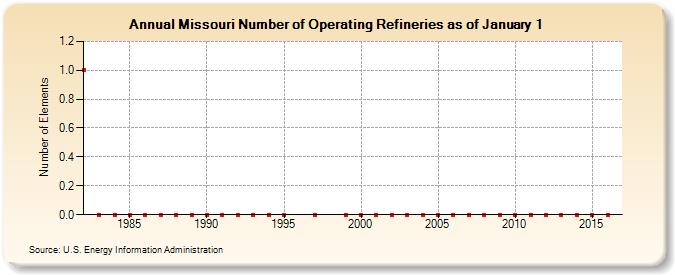 Annual Missouri Number of Operating Refineries as of January 1
Number of Elements
1.2
1.0
0.8
0.6
0.4
0.2
0.0
1985 1990 1995 2000 2005 2010 2015
Source: U.S. Energy Information Administration